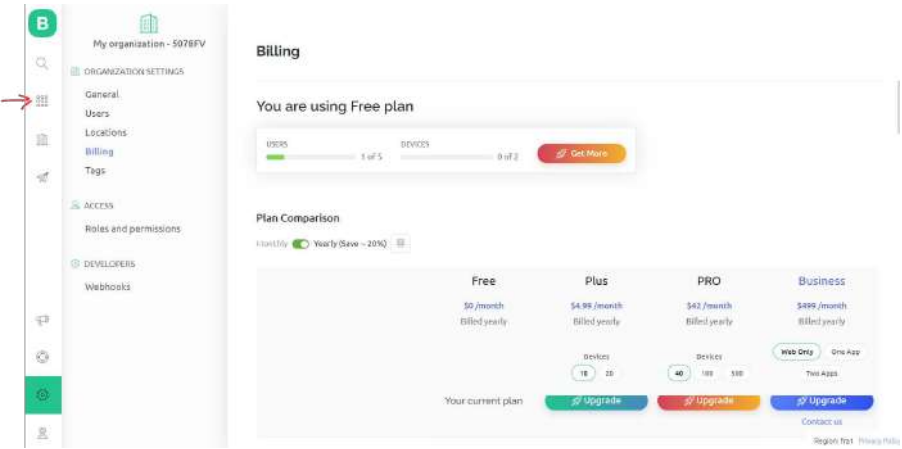 B
My organization - 5078FV
ORGANIZATION SETTINGS
General
Users
Locations
Billing
Tags
ACCESS
Roles and permissions
DEVELOPERS
Webhooks
Billing
You are using Free plan
USERS
1 of 5
DEVICES
0 of 2
Get More
Plan Comparison
Monthly Yearly (Save ~ 20%)
Free Plus PRO Business
$0 /month $4.99 /month $42 /month $499 /month
Billed yearly Billed yearly Billed yearly Billed yearly
Devices Devices Web Only One App
10 20 40 100 500 Two Apps
Your current plan Upgrade Upgrade Upgrade
Contact us
Region: fra1 Privacy Policy